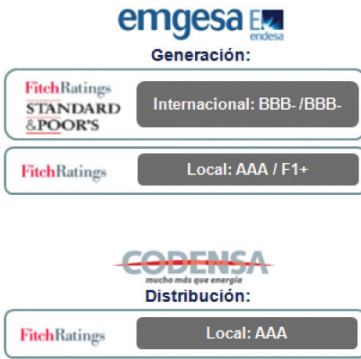 emgesa
endesa
Generación:
FitchRatings
STANDARD
&POOR'S
Internacional: BBB- /BBB-
FitchRatings
Local: AAA / F1+
CODENSA
mucho más que energía
Distribución:
FitchRatings
Local: AAA